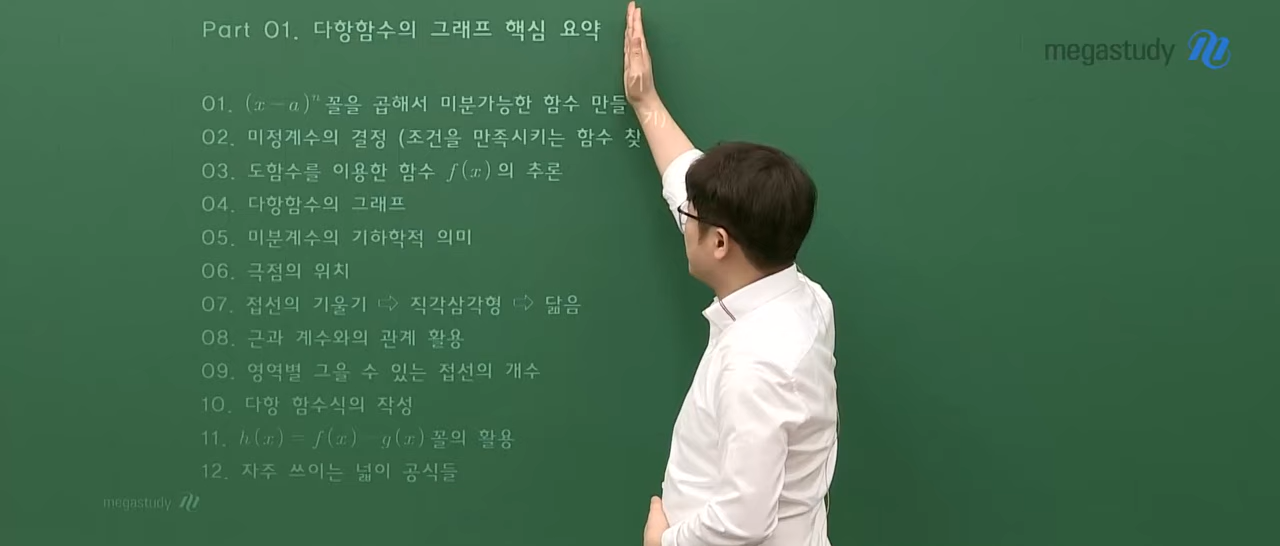 Part 01. 다항함수의 그래프 핵심 요약
megastudy
01. (x-a)ⁿ꼴을 곱해서 미분가능한 함수 만들
02. 미정계수의 결정 (조건을 만족시키는 함수 찾기)
03. 도함수를 이용한 함수 f(x)의 추론
04. 다항함수의 그래프
05. 미분계수의 기하학적 의미
06. 극점의 위치
07. 접선의 기울기 ⇨ 직각삼각형 ⇨ 닮음
08. 근과 계수와의 관계 활용
09. 영역별 그을 수 있는 접선의 개수
10. 다항 함수식의 작성
11. h(x)=f(x)-g(x)꼴의 활용
12. 자주 쓰이는 넓이 공식들
megastudy